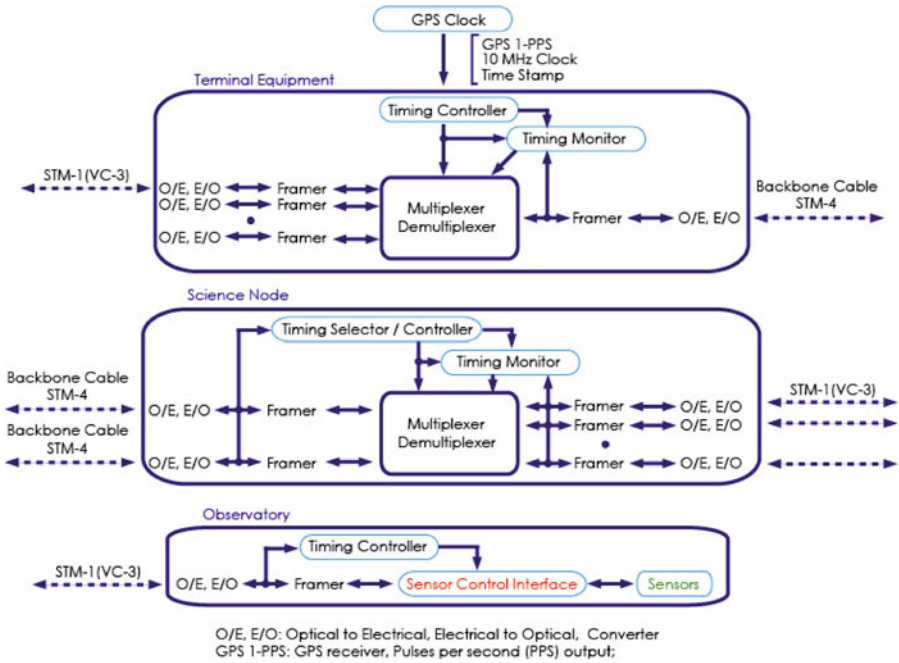 GPS Clock
GPS 1-PPS
10 MHz Clock
Time Stamp
Terminal Equipment
Timing Controller
Timing Monitor
STM-1(VC-3)
O/E, E/O Framer
O/E, E/O Framer
O/E, E/O Framer
Multiplexer
Demultiplexer
Framer O/E, E/O
Backbone Cable
STM-4
Science Node
Timing Selector / Controller
Timing Monitor
Backbone Cable
STM-4
Backbone Cable
STM-4
O/E, E/O Framer
O/E, E/O Framer
Multiplexer
Demultiplexer
Framer O/E, E/O
Framer O/E, E/O
Framer O/E, E/O
STM-1(VC-3)
Observatory
Timing Controller
STM-1(VC-3)
O/E, E/O Framer Sensor Control Interface Sensors
O/E, E/O: Optical to Electrical, Electrical to Optical, Converter
GPS 1-PPS: GPS receiver, Pulses per second (PPS) output;